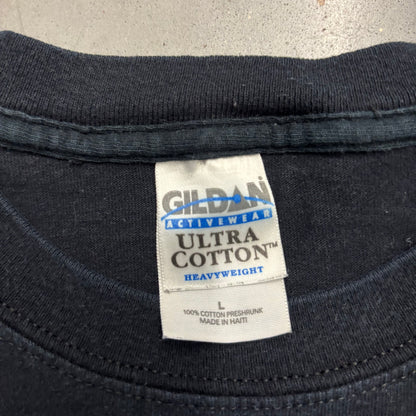 GILDAN
ACTIVEWEAR
ULTRA
COTTON™
HEAVYWEIGHT
L
100% COTTON PRESHRUNK
MADE IN HAITI